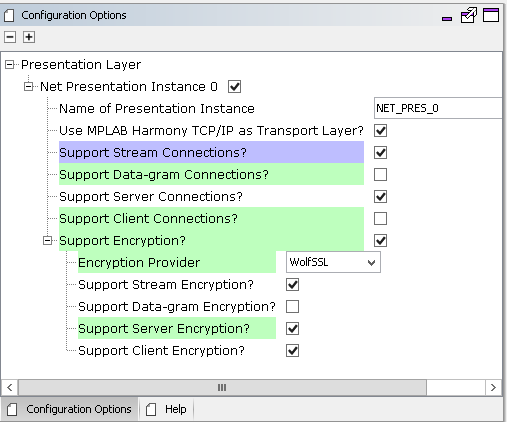 Configuration Options
Presentation Layer
Net Presentation Instance 0
Name of Presentation Instance NET_PRES_0
Use MPLAB Harmony TCP/IP as Transport Layer?
Support Stream Connections?
Support Data-gram Connections?
Support Server Connections?
Support Client Connections?
Support Encryption?
Encryption Provider WolfSSL
Support Stream Encryption?
Support Data-gram Encryption?
Support Server Encryption?
Support Client Encryption?
Configuration Options Help